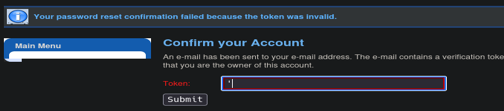 Your password reset confirmation failed because the token was invalid.
Main Menu
Confirm your Account
An e-mail has been sent to your e-mail address. The e-mail contains a verification toke
that you are the owner of this account.
Token: '
Submit